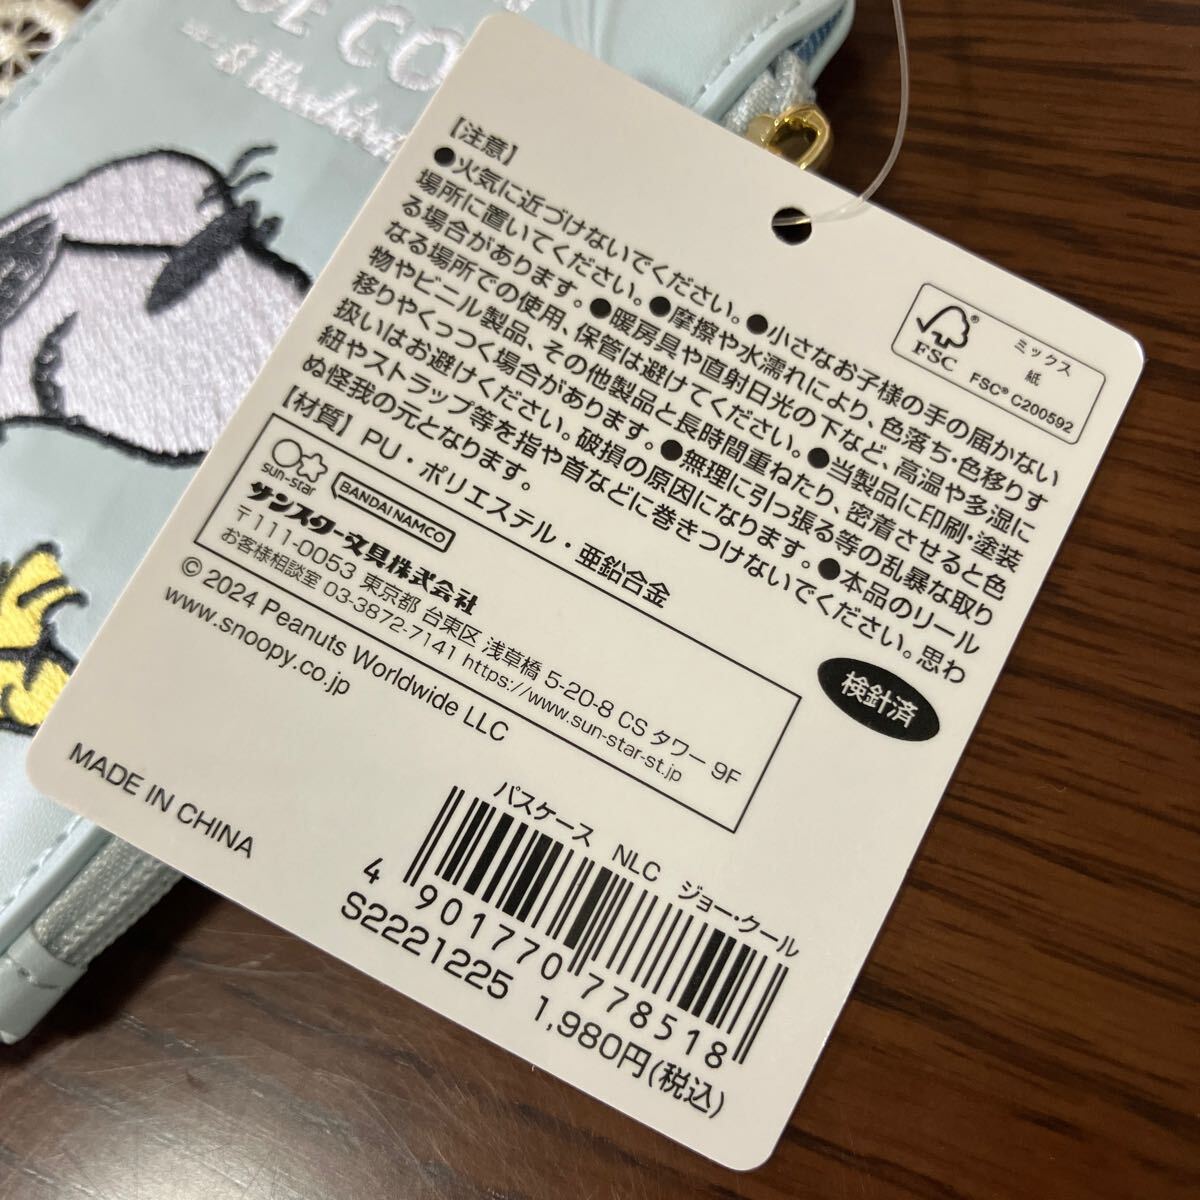 【注意】
●火気に近づけないでください。●小さなお子様の手の届かない
場所に置いてください。●摩擦や水濡れにより、色落ち・色移りす
る場合があります。●暖房具や直射日光の下など、高温や多湿に
なる場所での使用、保管は避けてください。●当製品に印刷・塗装
物やビニル製品、その他製品と長時間重ねたり、密着させると色
移りやくっつく場合があります。●無理に引っ張る等の乱暴な取り
扱いはお避けください。破損の原因になります。●本品のリール
紐やストラップ等を指や首などに巻きつけないでください。思わ
ぬ怪我の元となります。
【材質】PU・ポリエステル・亜鉛合金
FSC
ミックス
紙
FSC® C200592
sun-star
BANDAI NAMCO
サンスター文具株式会社
〒111-0053 東京都 台東区 浅草橋 5-20-8 CS タワー 9F
お客様相談室 03-3872-7141 https://www.sun-star-st.jp
© 2024 Peanuts Worldwide LLC
www.snoopy.co.jp
検針済
MADE IN CHINA
パスケース NLC ジョー・クール
4 901770 778518
S2221225 1,980円(税込)